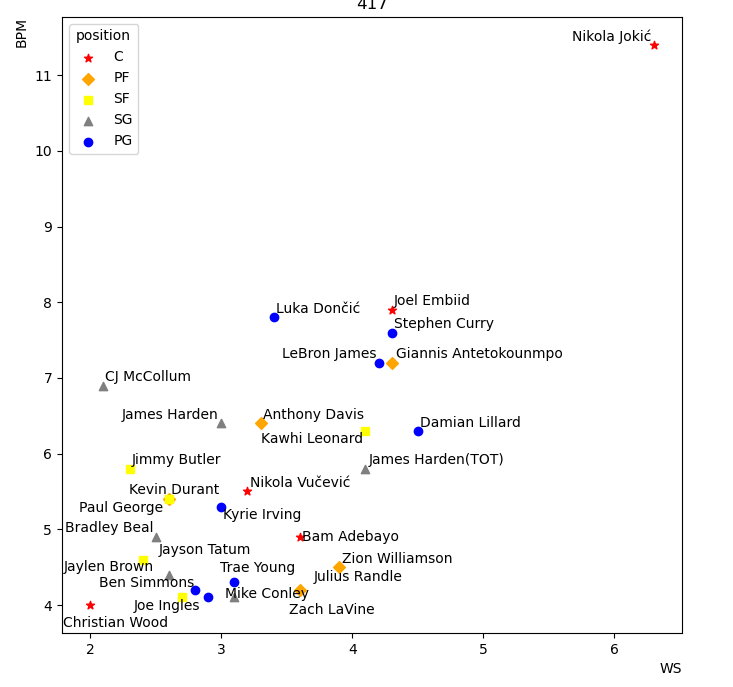 417
BPM
position
C
PF
SF
SG
PG
Nikola Jokić
11
10
9
8
Joel Embiid
Luka Dončić
Stephen Curry
LeBron James
Giannis Antetokounmpo
7
CJ McCollum
James Harden
Anthony Davis
Damian Lillard
Kawhi Leonard
6
Jimmy Butler
James Harden(TOT)
Kevin Durant
Nikola Vučević
Paul George
Kyrie Irving
5
Bradley Beal
Bam Adebayo
Jayson Tatum
Zion Williamson
Jaylen Brown
Trae Young
Julius Randle
Ben Simmons
Mike Conley
4
Joe Ingles
Zach LaVine
Christian Wood
2
3
4
5
6
WS